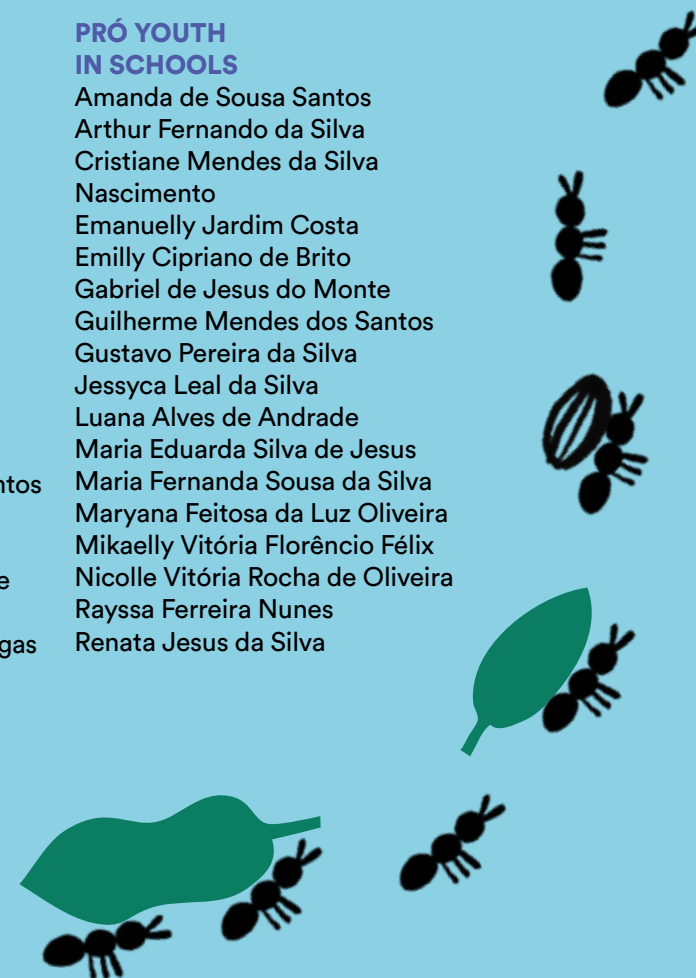 PRÓ YOUTH
IN SCHOOLS
Amanda de Sousa Santos
Arthur Fernando da Silva
Cristiane Mendes da Silva
Nascimento
Emanuelly Jardim Costa
Emilly Cipriano de Brito
Gabriel de Jesus do Monte
Guilherme Mendes dos Santos
Gustavo Pereira da Silva
Jessyca Leal da Silva
Luana Alves de Andrade
Maria Eduarda Silva de Jesus
Maria Fernanda Sousa da Silva
Maryana Feitosa da Luz Oliveira
Mikaelly Vitória Florêncio Félix
Nicolle Vitória Rocha de Oliveira
Rayssa Ferreira Nunes
Renata Jesus da Silva